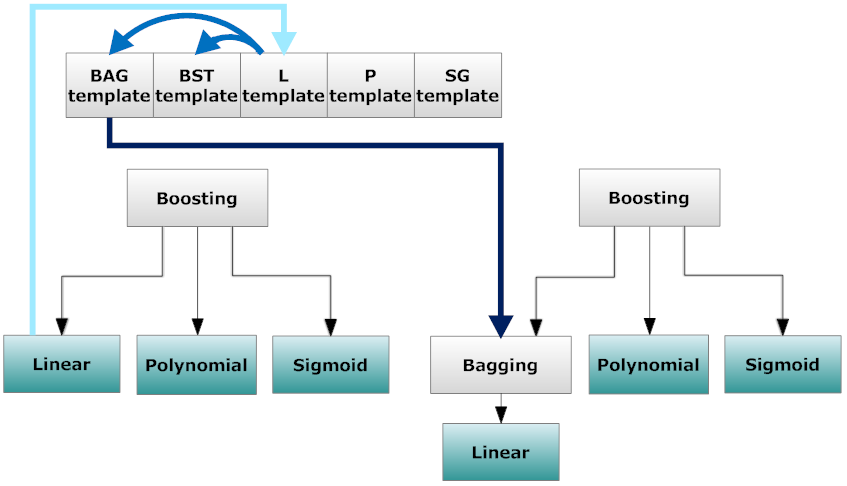 BAG
template
BST
template
L
template
P
template
SG
template
Boosting
Boosting
Linear
Polynomial
Sigmoid
Bagging
Polynomial
Sigmoid
Linear